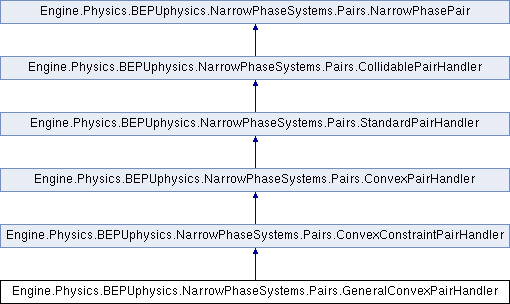 Engine.Physics.BEPUphysics.NarrowPhaseSystems.Pairs.NarrowPhasePair
Engine.Physics.BEPUphysics.NarrowPhaseSystems.Pairs.CollidablePairHandler
Engine.Physics.BEPUphysics.NarrowPhaseSystems.Pairs.StandardPairHandler
Engine.Physics.BEPUphysics.NarrowPhaseSystems.Pairs.ConvexPairHandler
Engine.Physics.BEPUphysics.NarrowPhaseSystems.Pairs.ConvexConstraintPairHandler
Engine.Physics.BEPUphysics.NarrowPhaseSystems.Pairs.GeneralConvexPairHandler